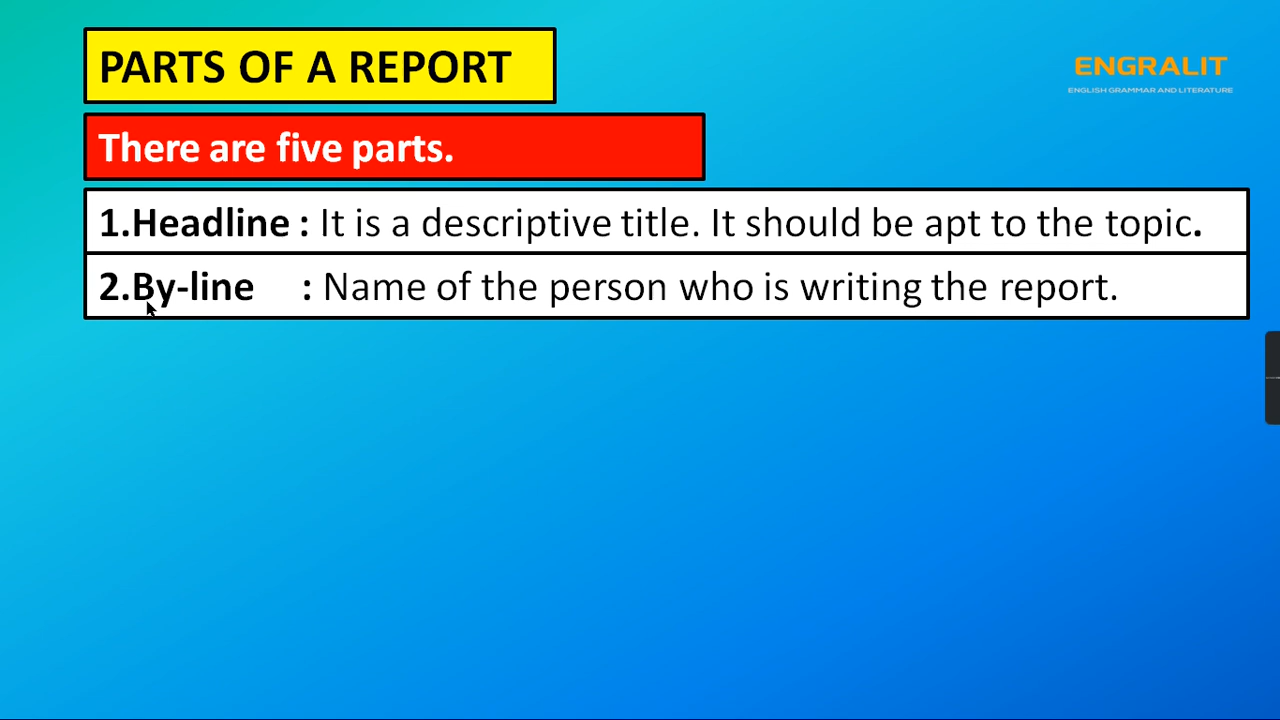 PARTS OF A REPORT
ENGRALIT
ENGLISH GRAMMAR AND LITERATURE
There are five parts.
1.Headline : It is a descriptive title. It should be apt to the topic.
2.By-line : Name of the person who is writing the report.